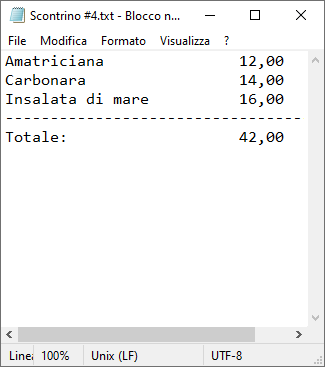 Scontrino #4.txt - Blocco n...
File Modifica Formato Visualizza ?
Amatriciana 12,00
Carbonara 14,00
Insalata di mare 16,00
---------------------------------
Totale: 42,00
Linea 100% Unix (LF) UTF-8